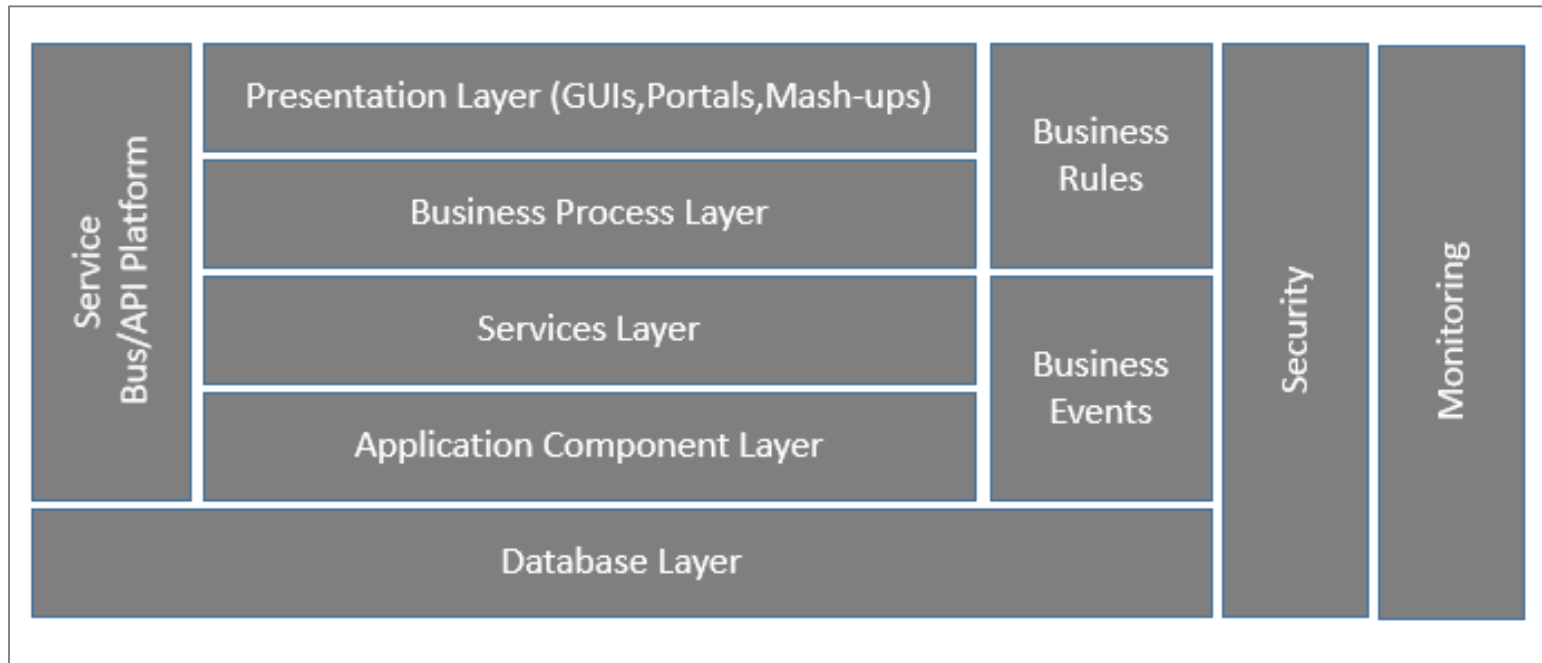 Service
Bus/API Platform
Presentation Layer (GUIs,Portals,Mash-ups)
Business Process Layer
Services Layer
Application Component Layer
Business
Rules
Business
Events
Security
Monitoring
Database Layer